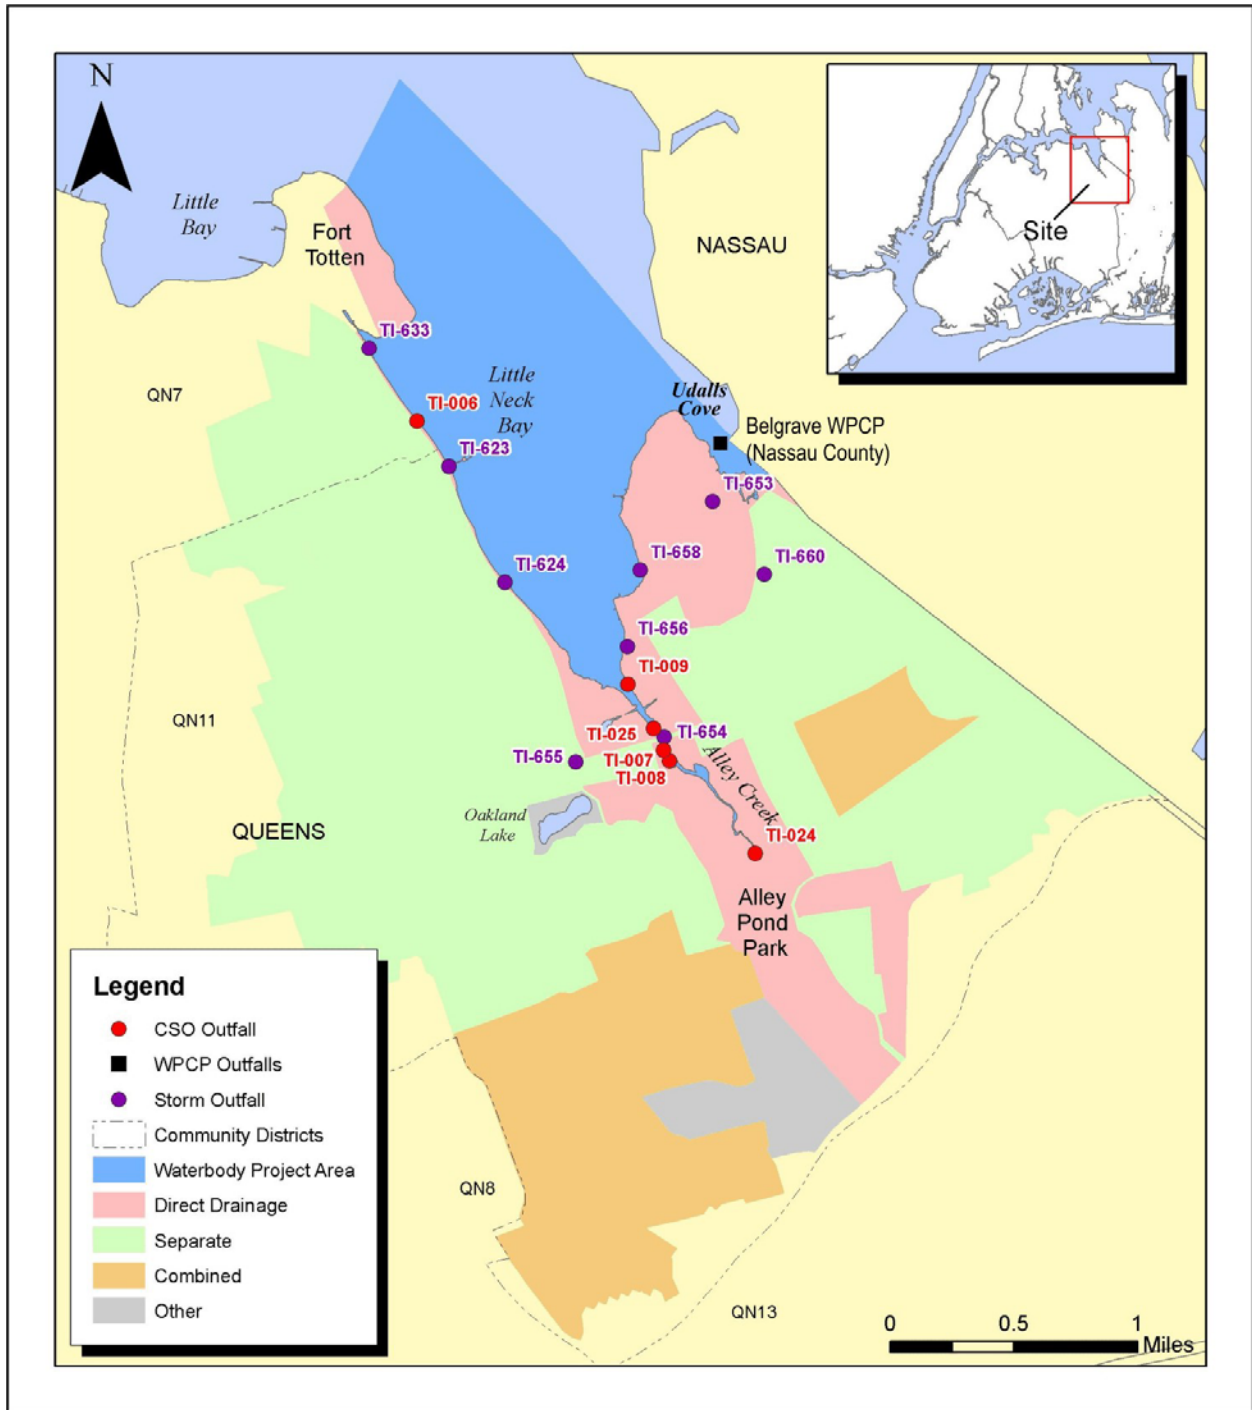 N
Little
Bay
Fort
Totten
NASSAU
Site
TI-633
QN7
Little
Neck
Bay
TI-006
Udalls
Cove
Belgrave WPCP
(Nassau County)
TI-623
TI-653
TI-624
TI-658
TI-660
TI-656
TI-009
QN11
TI-025
TI-654
TI-655
TI-007
TI-008
Alley Creek
Oakland
Lake
QUEENS
TI-024
Alley
Pond
Park
Legend
CSO Outfall
WPCP Outfalls
Storm Outfall
Community Districts
Waterbody Project Area
Direct Drainage
Separate
Combined
Other
QN8
QN13
0 0.5 1
Miles